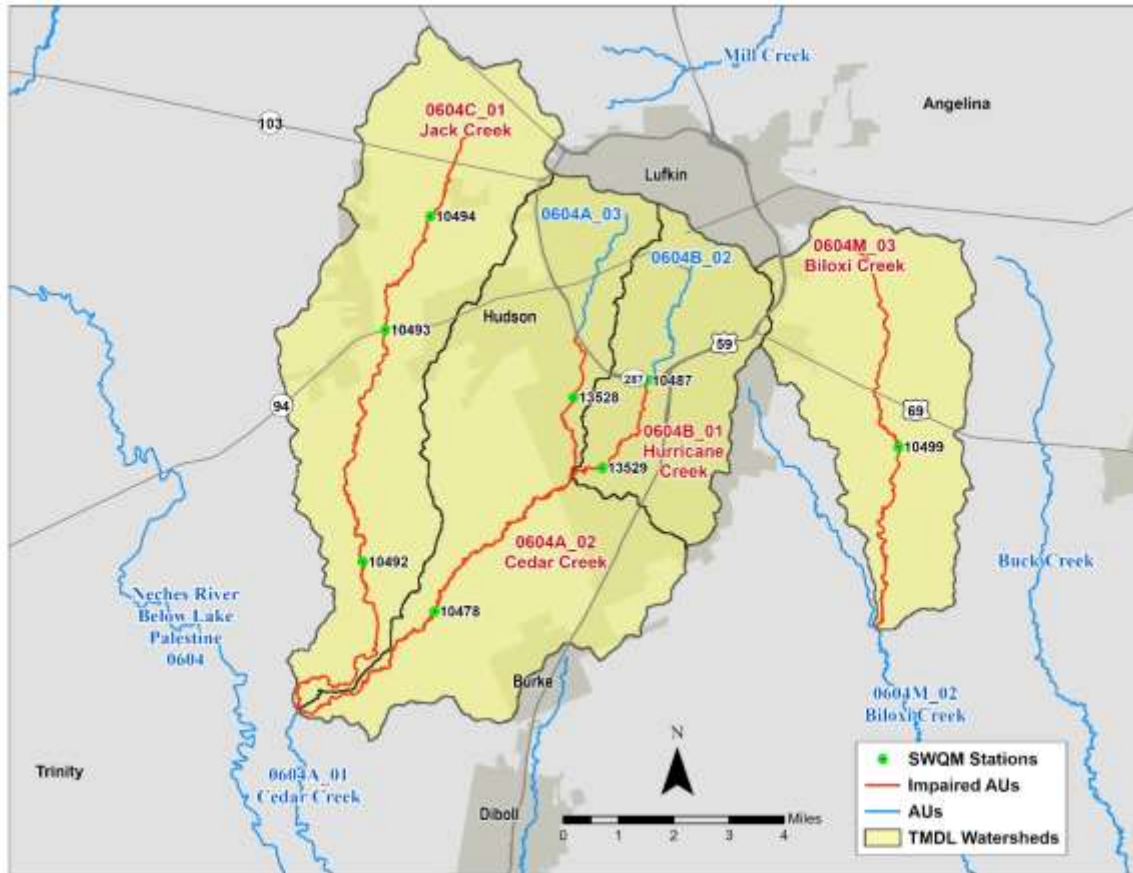 Mill Creek
Angelina
0604C_01
Jack Creek
103
Lufkin
10494
0604A_03
0604B_02
0604M_03
Biloxi Creek
Hudson
10493
59
287
10487
94
13528
69
0604B_01
Hurricane
Creek
10499
13529
0604A_02
Cedar Creek
10492
Buck Creek
Neches River
Below Lake
Palestine
0604
10478
Burke
0604M_02
Biloxi Creek
N
Trinity
0604A_01
Cedar Creek
Diboll
0 1 2 3 4 Miles
SWQM Stations
Impaired AUs
AUs
TMDL Watersheds